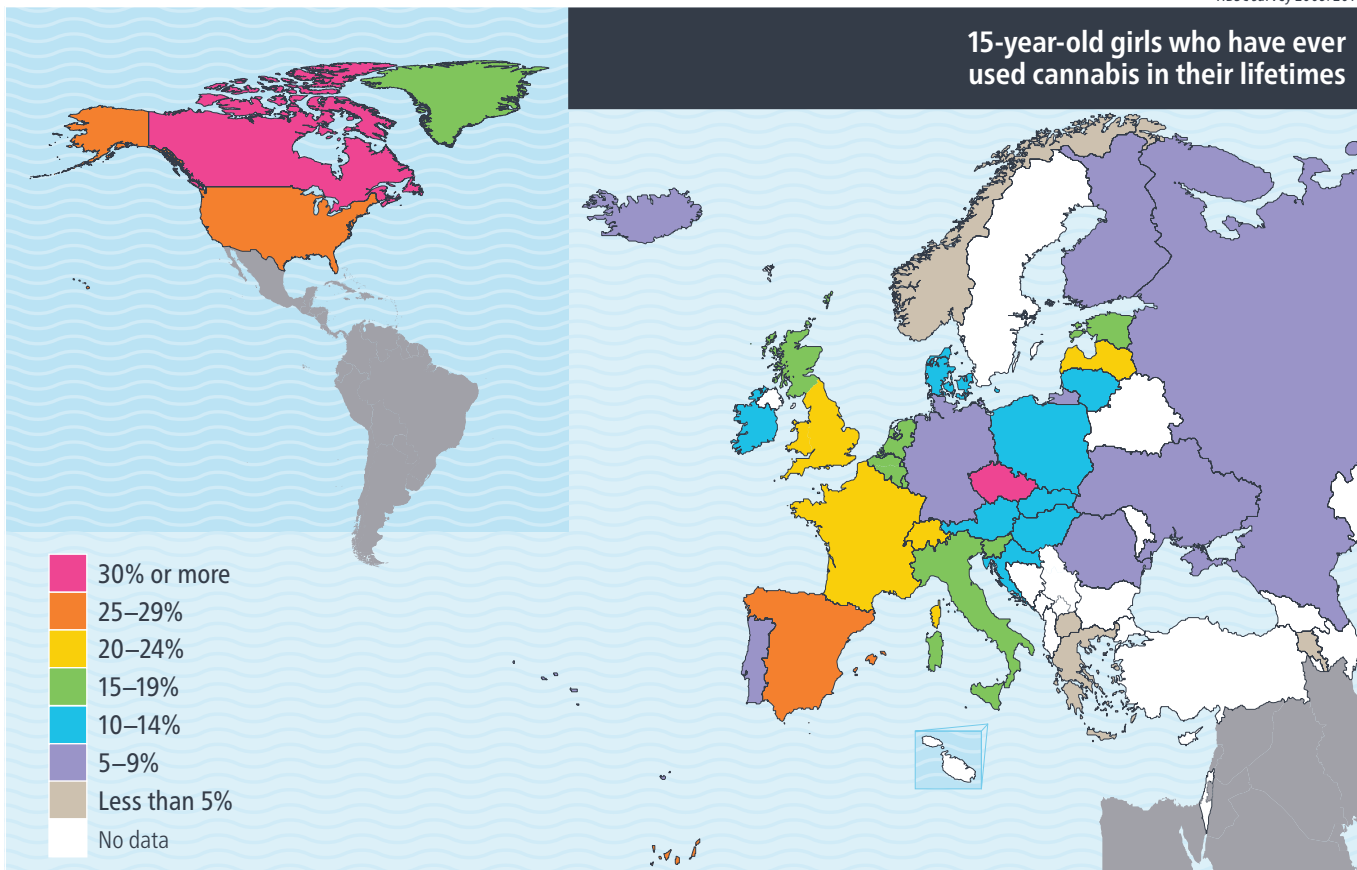 15-year-old girls who have ever
used cannabis in their lifetimes
30% or more
25–29%
20–24%
15–19%
10–14%
5–9%
Less than 5%
No data